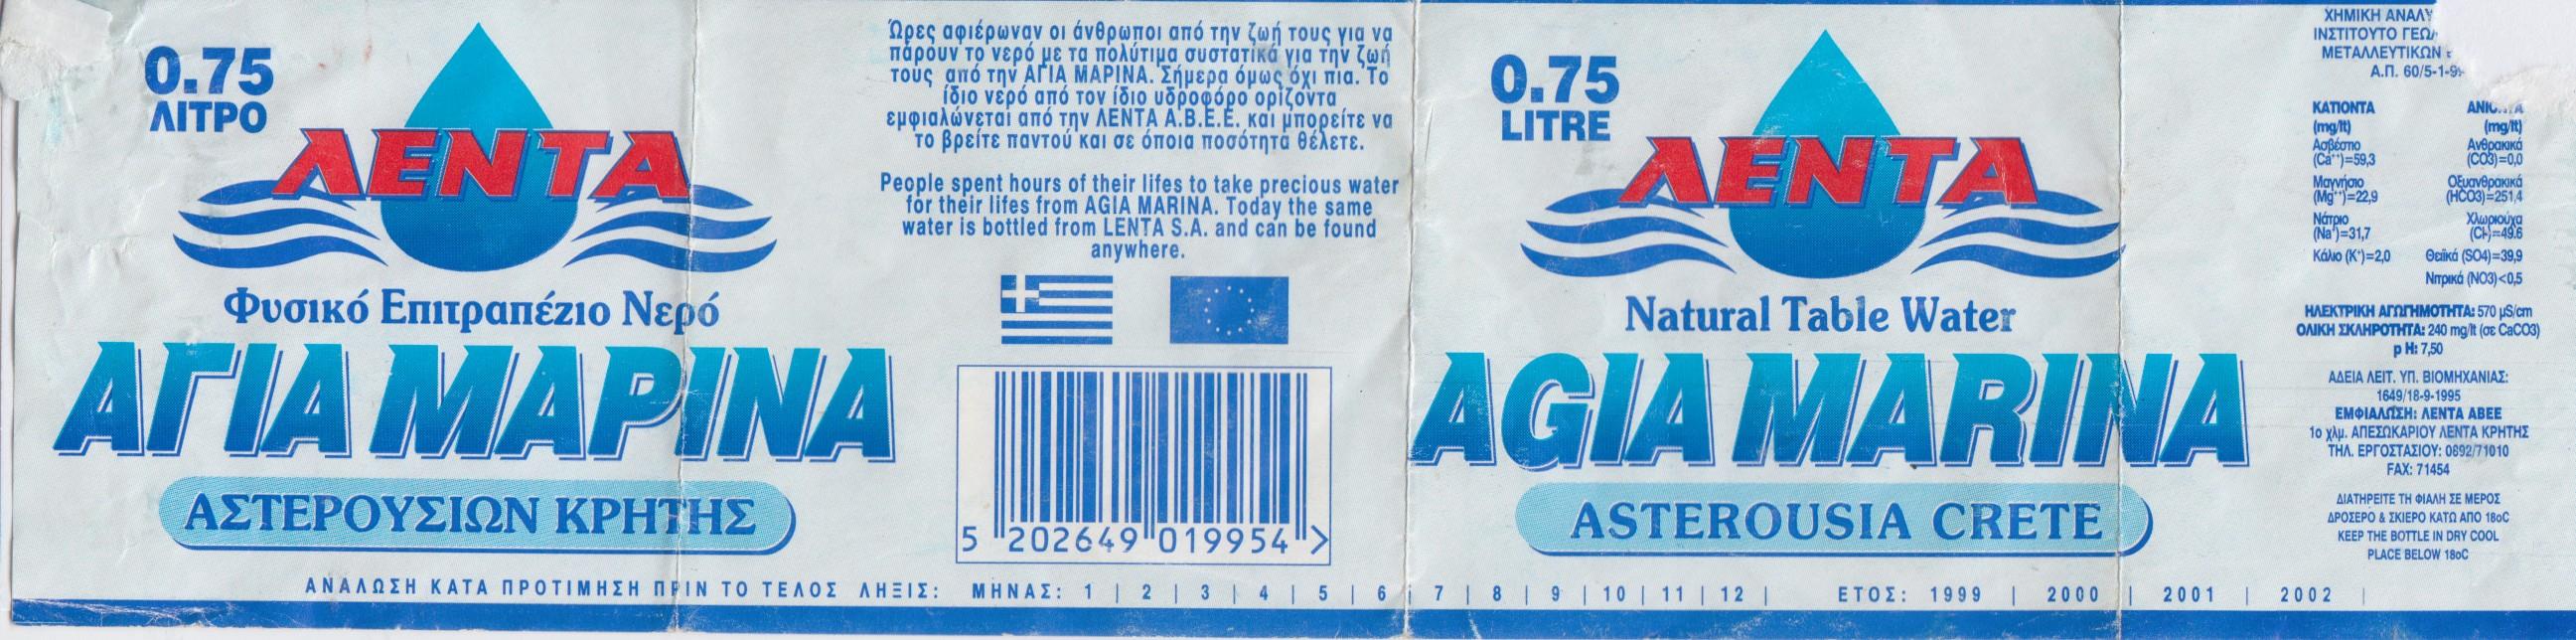 0.75
ΛΙΤΡΟ
ΛΕΝΤΑ
Φυσικό Επιτραπέζιο Νερό
ΑΓΙΑ ΜΑΡΙΝΑ
ΑΣΤΕΡΟΥΣΙΩΝ ΚΡΗΤΗΣ
Ώρες αφιέρωναν οι άνθρωποι από την ζωή τους για να
πάρουν το νερό με τα πολύτιμα συστατικά για την ζωή
τους από την ΑΓΙΑ ΜΑΡΙΝΑ. Σήμερα όμως όχι πια. Το
ίδιο νερό από τον ίδιο υδροφόρο ορίζοντα
εμφιαλώνεται από την ΛΕΝΤΑ Α.Β.Ε.Ε. και μπορείτε να
το βρείτε παντού και σε όποια ποσότητα θέλετε.
People spent hours of their lifes to take precious water
for their lifes from AGIA MARINA. Today the same
water is bottled from LENTA S.A. and can be found
anywhere.
5 202649 019954 >
0.75
LITRE
ΛΕΝΤΑ
Natural Table Water
AGIA MARINA
ASTEROUSIA CRETE
ΧΗΜΙΚΗ
ΙΝΣΤΙΤΟΥΤΟ
ΜΕΤΑΛΛΕΥΤΙΚΩΝ
Α.Π.
ΚΑΤΙΟΝΤΑ
(mg/lt) (mg/lt)
Ασβέστιο Ανθρακικά
(Ca++)=59,3 (CO3)=0,0
Μαγνήσιο Οξυανθρακικά
(Mg++)=22,9 (HCO3)=251,4
Νάτριο Χλωριούχα
(Na+)=31,7 (Cl-)=49,6
Κάλιο (K+)=2,0 Θειϊκά (SO4)=39,9
Νιτρικά (NO3)<0,5
ΗΛΕΚΤΡΙΚΗ ΑΓΩΓΗΜΟΤΗΤΑ: 570 μS/cm
ΟΛΙΚΗ ΣΚΛΗΡΟΤΗΤΑ: 240 mg/lt (σε CaCO3)
p H: 7,50
ΑΔΕΙΑ ΛΕΙΤ. ΥΠ. ΒΙΟΜΗΧΑΝΙΑΣ:
1649/18-9-1995
ΕΜΦΙΑΛΩΣΗ: ΛΕΝΤΑ ΑΒΕΕ
1ο χλμ. ΑΠΕΣΩΚΑΡΙΟΥ ΛΕΝΤΑ ΚΡΗΤΗΣ
ΤΗΛ. ΕΡΓΟΣΤΑΣΙΟΥ: 0892/71010
FAX: 71454
ΔΙΑΤΗΡΕΙΤΕ ΤΗ ΦΙΑΛΗ ΣΕ ΜΕΡΟΣ
ΔΡΟΣΕΡΟ & ΣΚΙΕΡΟ ΚΑΤΩ ΑΠΟ 18οC
KEEP THE BOTTLE IN DRY COOL
PLACE BELOW 18οC
ΑΝΑΛΩΣΗ ΚΑΤΑ ΠΡΟΤΙΜΗΣΗ ΠΡΙΝ ΤΟ ΤΕΛΟΣ ΛΗΞΙΣ: ΜΗΝΑΣ: 1 | 2 | 3 | 4 | 5 | 6 | 7 | 8 | 9 | 10 | 11 | 12 | ΕΤΟΣ: 1999 | 2000 | 2001 | 2002 |